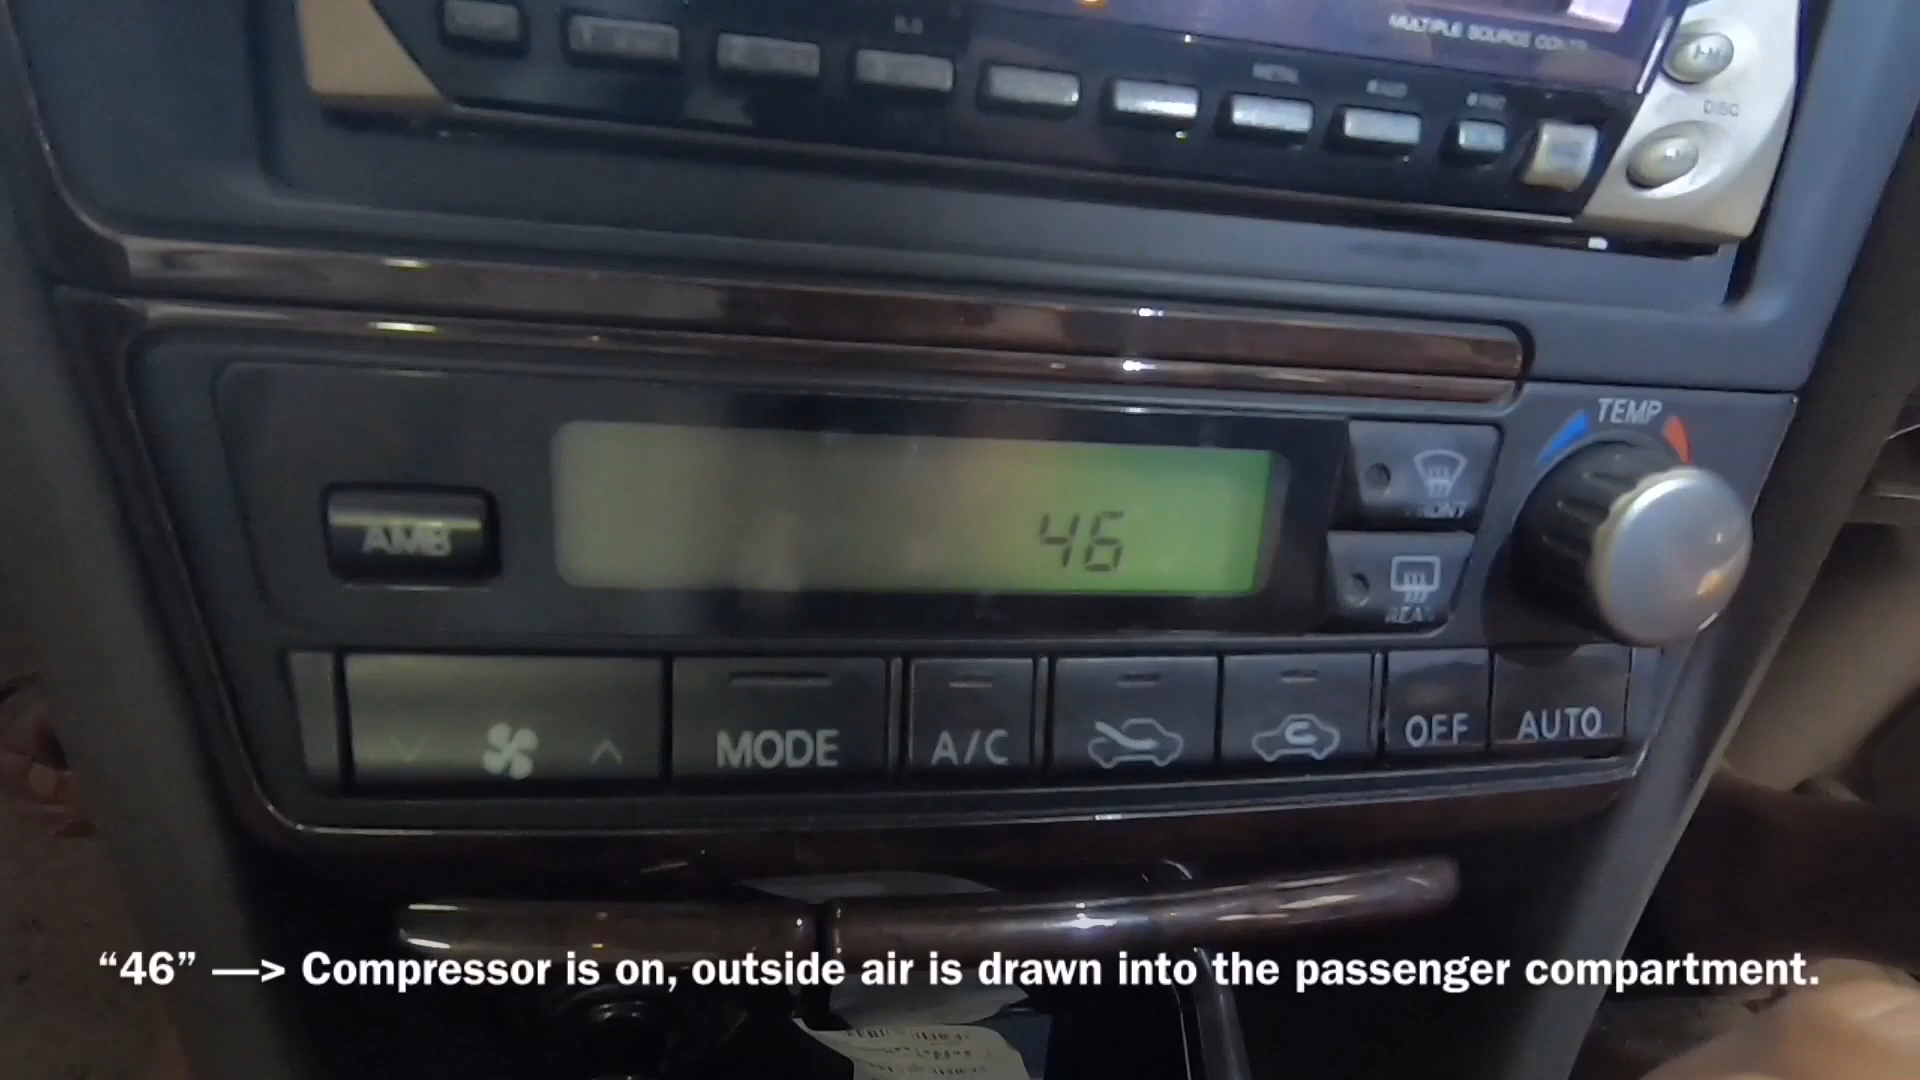 MULTIPLE SOURCE CONTR
DISC
TEMP
AMB
46
FRONT
REAR
MODE
A/C
OFF
AUTO
“46” —> Compressor is on, outside air is drawn into the passenger compartment.